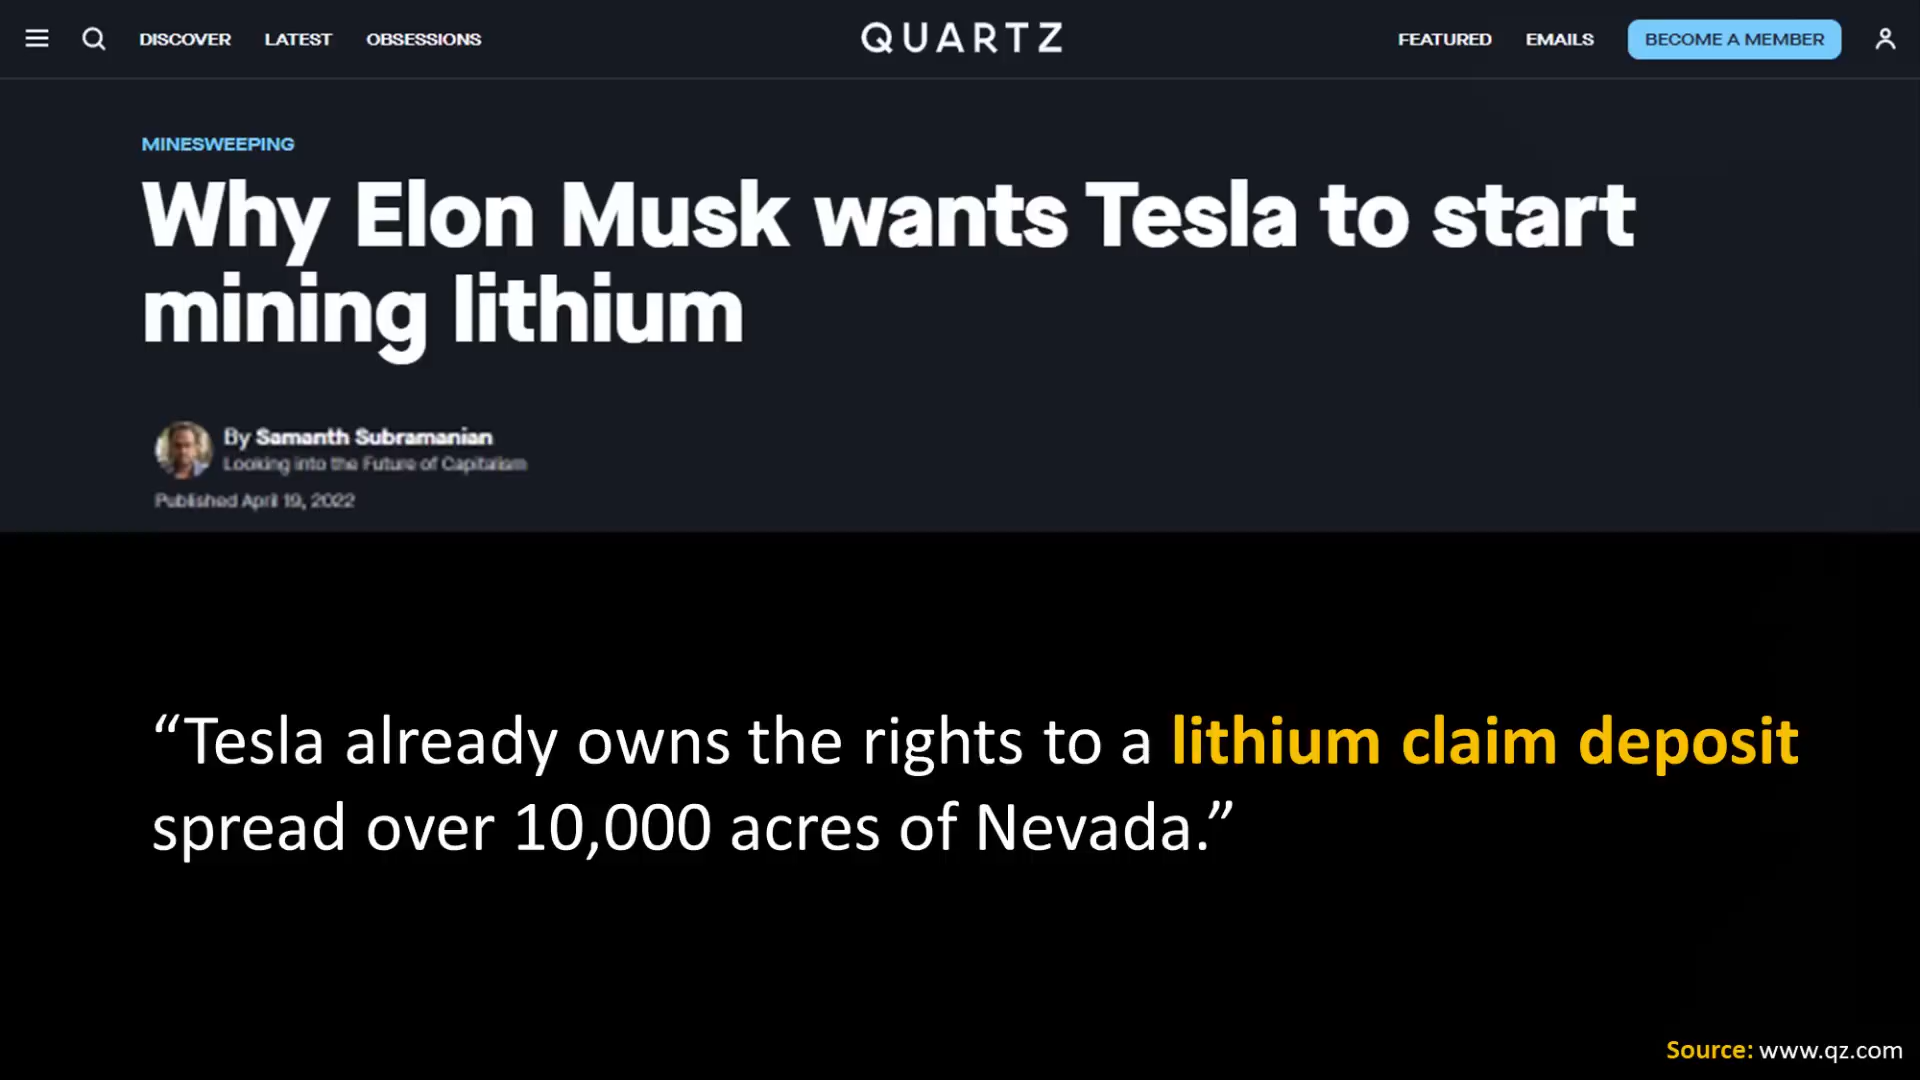 DISCOVER LATEST OBSESSIONS QUARTZ FEATURED EMAILS BECOME A MEMBER
MINESWEEPING
Why Elon Musk wants Tesla to start
mining lithium
By Samanth Subramanian
Looking into the Future of Capitalism
Published April 19, 2022
“Tesla already owns the rights to a lithium claim deposit
spread over 10,000 acres of Nevada.”
Source: www.qz.com